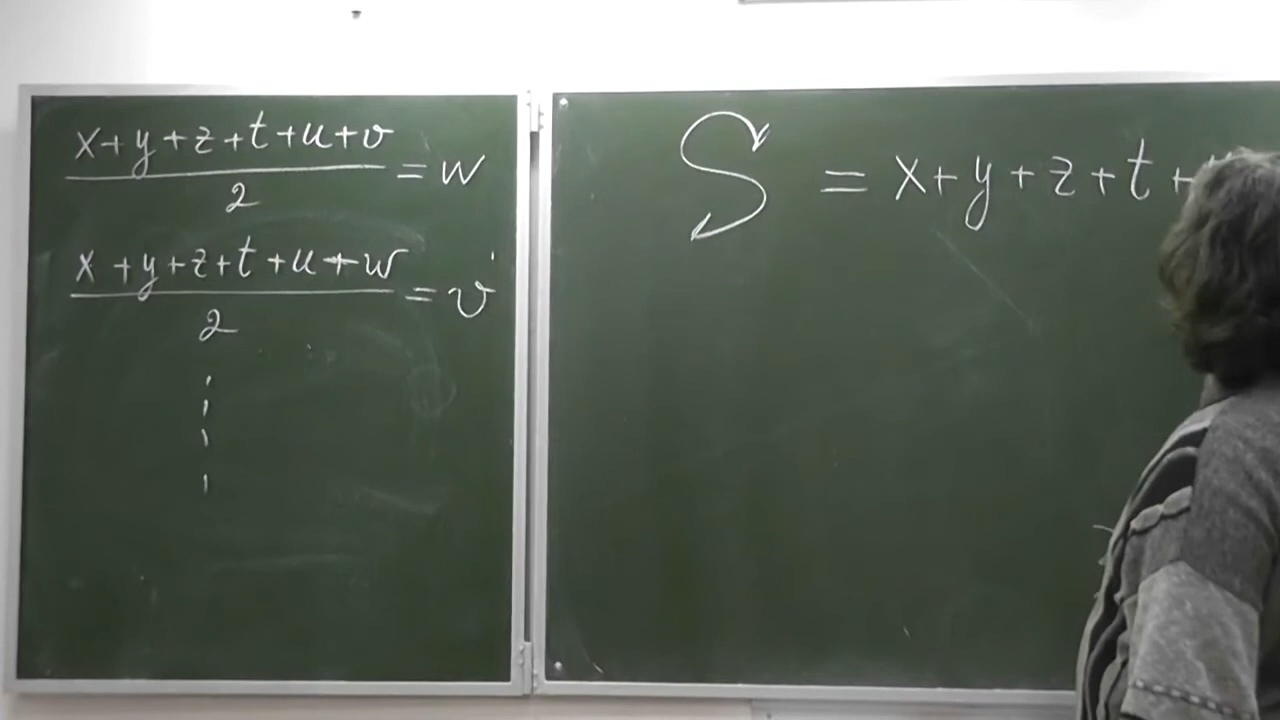 x+y+z+t+u+v
2
= w
x+y+z+t+u+w
2
= v
S = x+y+z+t+